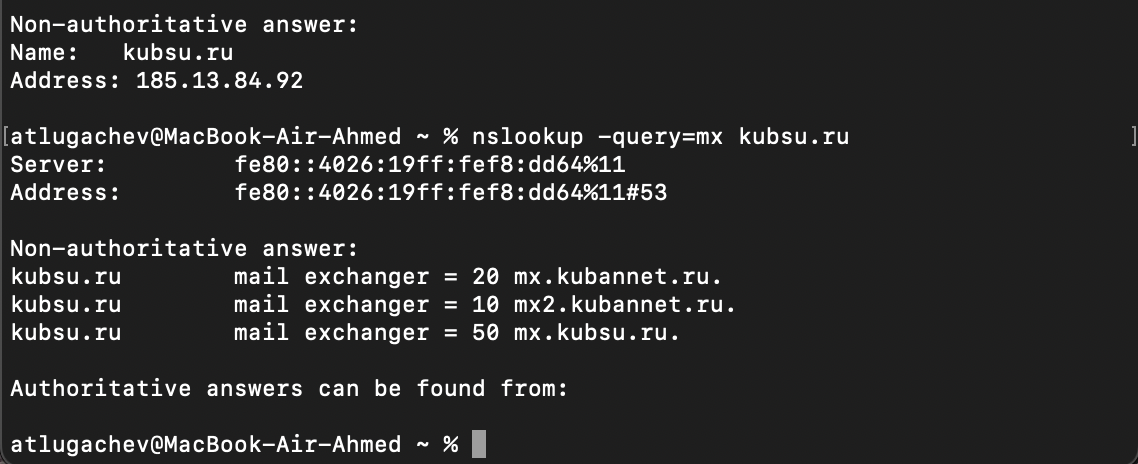 Non-authoritative answer:
Name:   kubsu.ru
Address: 185.13.84.92

[atlugachev@MacBook-Air-Ahmed ~ % nslookup -query=mx kubsu.ru ]
Server:         fe80::4026:19ff:fef8:dd64%11
Address:        fe80::4026:19ff:fef8:dd64%11#53

Non-authoritative answer:
kubsu.ru        mail exchanger = 20 mx.kubannet.ru.
kubsu.ru        mail exchanger = 10 mx2.kubannet.ru.
kubsu.ru        mail exchanger = 50 mx.kubsu.ru.

Authoritative answers can be found from:

atlugachev@MacBook-Air-Ahmed ~ %